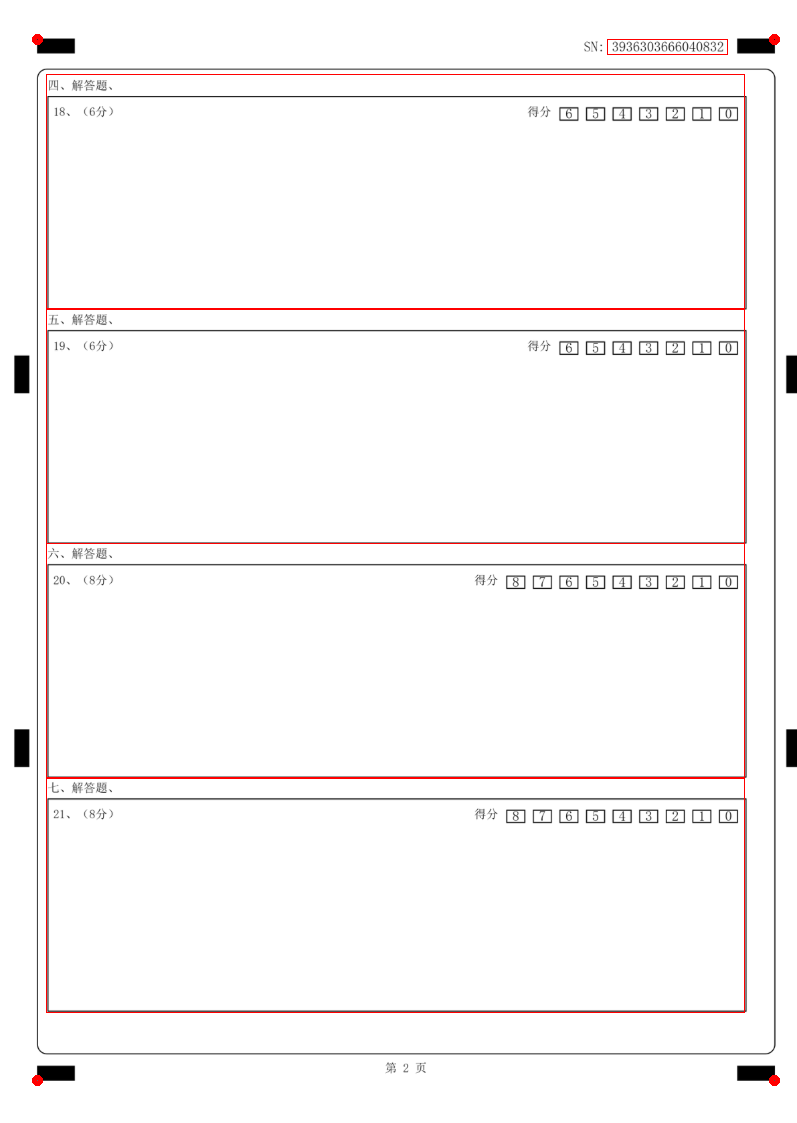 SN: 3936303666040832
四、解答题、
18、（6分） 得分 6 5 4 3 2 1 0
五、解答题、
19、（6分） 得分 6 5 4 3 2 1 0
六、解答题、
20、（8分） 得分 8 7 6 5 4 3 2 1 0
七、解答题、
21、（8分） 得分 8 7 6 5 4 3 2 1 0
第 2 页